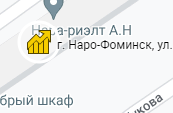 -риэлт А.Н
г. Наро-Фоминск, ул.
брый шкаф
кова